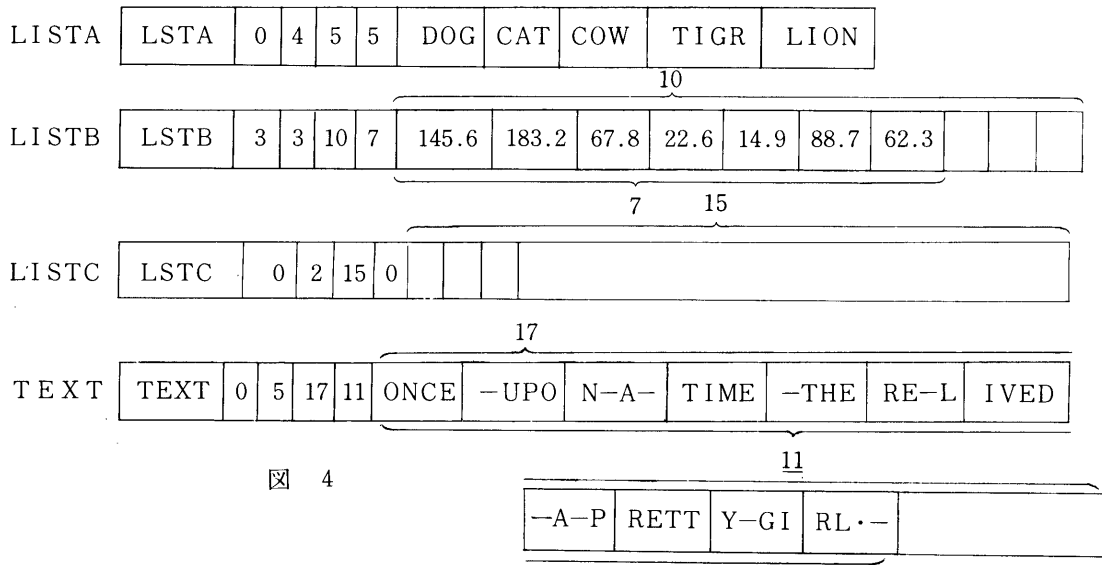 LISTA LSTA 0 4 5 5 DOG CAT COW TIGR LION
10
LISTB LSTB 3 3 10 7 145.6 183.2 67.8 22.6 14.9 88.7 62.3
7 15
LISTC LSTC 0 2 15 0
17
TEXT TEXT 0 5 17 11 ONCE -UPO N-A- TIME -THE RE-L IVED
11
図 4
-A-P RETT Y-GI RL·-